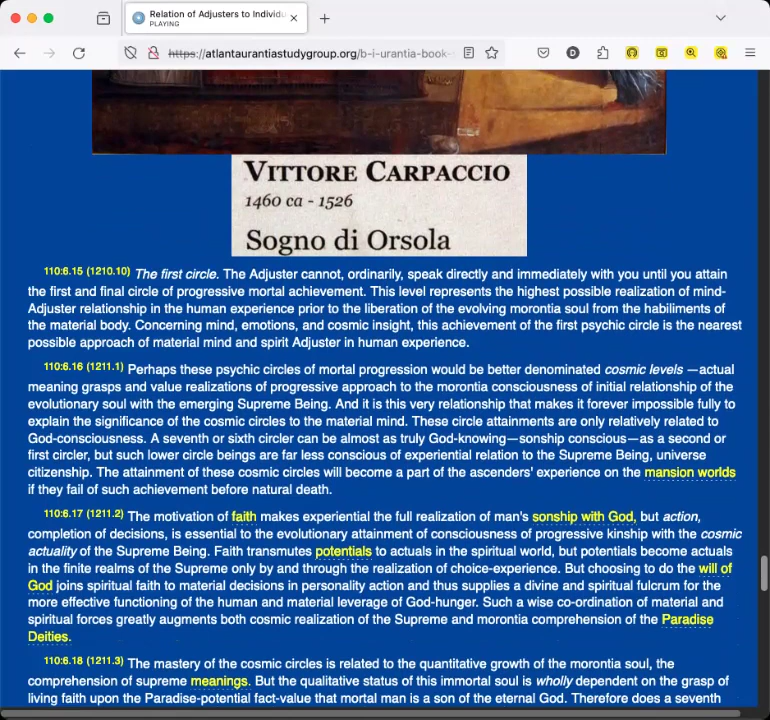 Relation of Adjusters to Individu
PLAYING
https://atlantaurantiastudygroup.org/b-i-urantia-book-s
VITTORE CARPACCIO
1460 ca - 1526
Sogno di Orsola
110:6.15 (1210.10) The first circle. The Adjuster cannot, ordinarily, speak directly and immediately with you until you attain
the first and final circle of progressive mortal achievement. This level represents the highest possible realization of mind-
Adjuster relationship in the human experience prior to the liberation of the evolving morontia soul from the habiliments of
the material body. Concerning mind, emotions, and cosmic insight, this achievement of the first psychic circle is the nearest
possible approach of material mind and spirit Adjuster in human experience.
110:6.16 (1211.1) Perhaps these psychic circles of mortal progression would be better denominated cosmic levels —actual
meaning grasps and value realizations of progressive approach to the morontia consciousness of initial relationship of the
evolutionary soul with the emerging Supreme Being. And it is this very relationship that makes it forever impossible fully to
explain the significance of the cosmic circles to the material mind. These circle attainments are only relatively related to
God-consciousness. A seventh or sixth circler can be almost as truly God-knowing—sonship conscious—as a second or
first circler, but such lower circle beings are far less conscious of experiential relation to the Supreme Being, universe
citizenship. The attainment of these cosmic circles will become a part of the ascenders' experience on the mansion worlds
if they fail of such achievement before natural death.
110:6.17 (1211.2) The motivation of faith makes experiential the full realization of man's sonship with God, but action,
completion of decisions, is essential to the evolutionary attainment of consciousness of progressive kinship with the cosmic
actuality of the Supreme Being. Faith transmutes potentials to actuals in the spiritual world, but potentials become actuals
in the finite realms of the Supreme only by and through the realization of choice-experience. But choosing to do the will of
God joins spiritual faith to material decisions in personality action and thus supplies a divine and spiritual fulcrum for the
more effective functioning of the human and material leverage of God-hunger. Such a wise co-ordination of material and
spiritual forces greatly augments both cosmic realization of the Supreme and morontia comprehension of the Paradise
Deities.
110:6.18 (1211.3) The mastery of the cosmic circles is related to the quantitative growth of the morontia soul, the
comprehension of supreme meanings. But the qualitative status of this immortal soul is wholly dependent on the grasp of
living faith upon the Paradise-potential fact-value that mortal man is a son of the eternal God. Therefore does a seventh